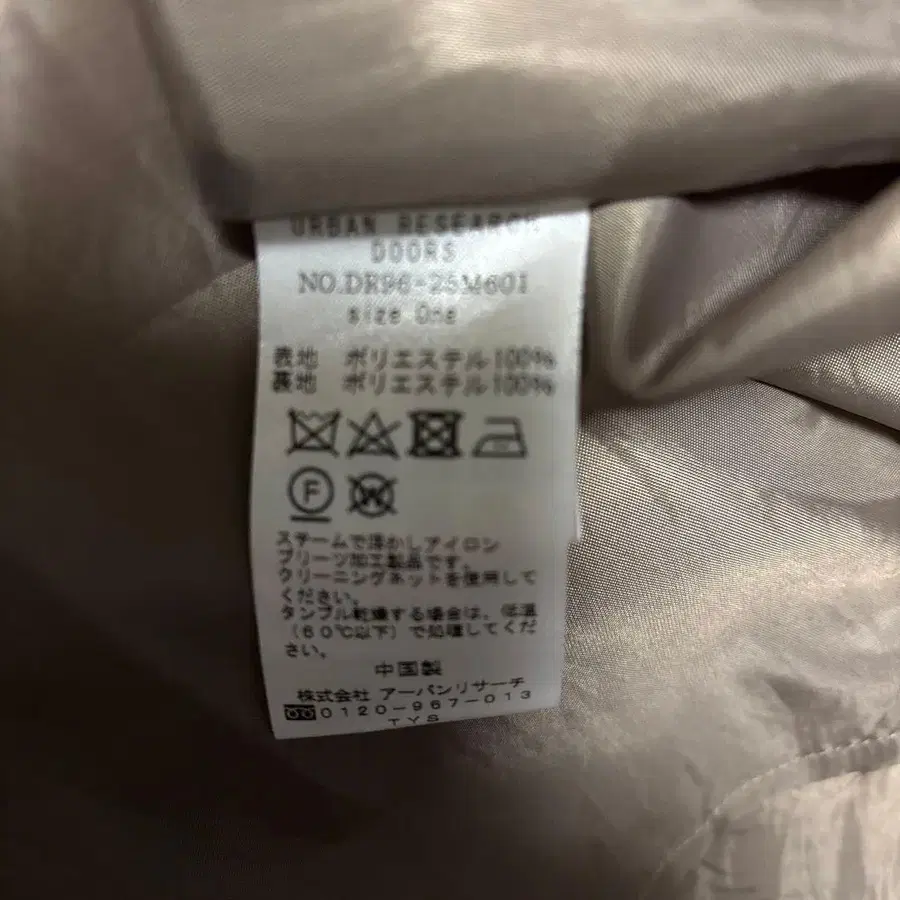 URBAN RESEARCH
DOORS
NO.DR96-25M601
size One
表地 ポリエステル100%
裏地 ポリエステル100%
F
W
スチームで浮かしアイロン
プリーツ加工製品です。
クリーニングネットを使用して
ください。
タンブル乾燥する場合は、低温
(60℃以下)で処理してくだ
さい。
中国製
株式会社 アーバンリサーチ
0120-967-013
TYS